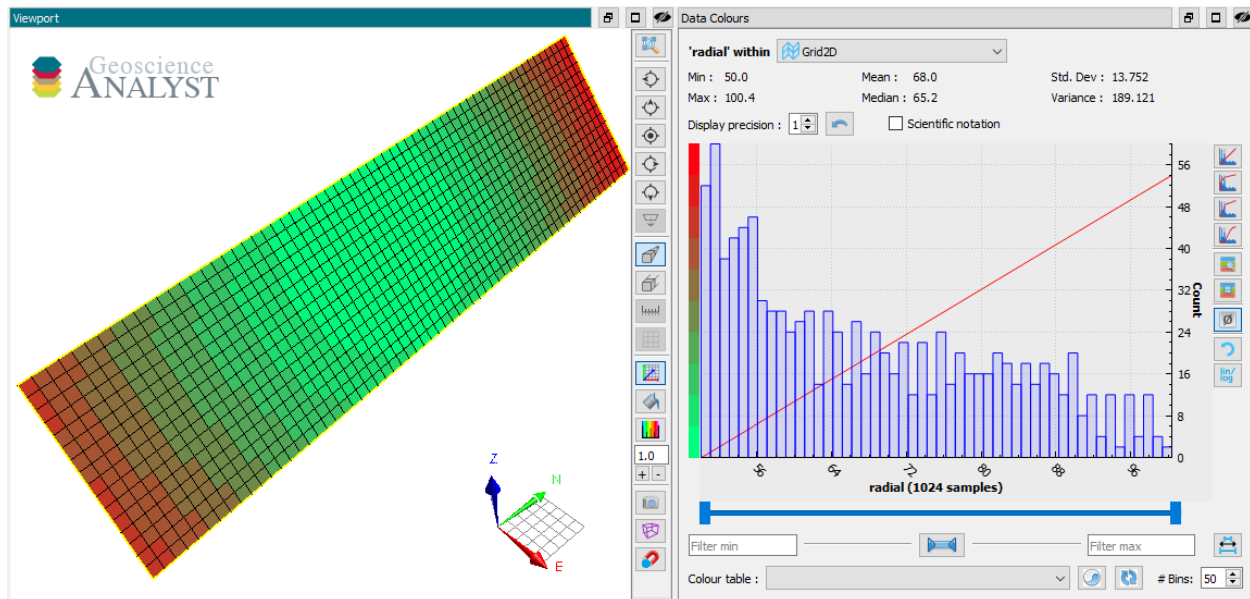 Viewport
Geoscience
ANALYST
Z
N
E
1.0
+ -
Data Colours
'radial' within Grid2D
Min : 50.0 Mean : 68.0 Std. Dev : 13.752
Max : 100.4 Median : 65.2 Variance : 189.121
Display precision : 1 Scientific notation
56
48
40
32
24
16
8
0
Count
56 64 72 80 88 96
radial (1024 samples)
lin/
log
Filter min Filter max
Colour table : # Bins: 50